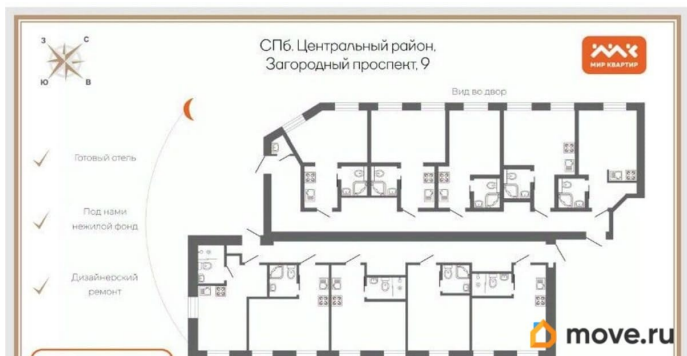 З С
Ю В
СПб. Центральный район,
Загородный проспект, 9
МИР КВАРТИР
Вид во двор
Готовый отель
Под нами
нежилой фонд
Дизайнерский
ремонт
move.ru